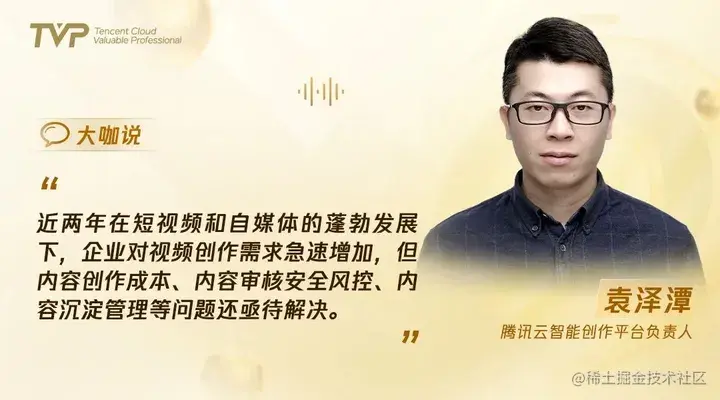 TVP
Tencent Cloud
Valuable Professional
大咖说
“
近两年在短视频和自媒体的蓬勃发展
下，企业对视频创作需求急速增加，但
内容创作成本、内容审核安全风控、内
容沉淀管理等问题还亟待解决。
”
袁泽潭
腾讯云智能创作平台负责人
@稀土掘金技术社区